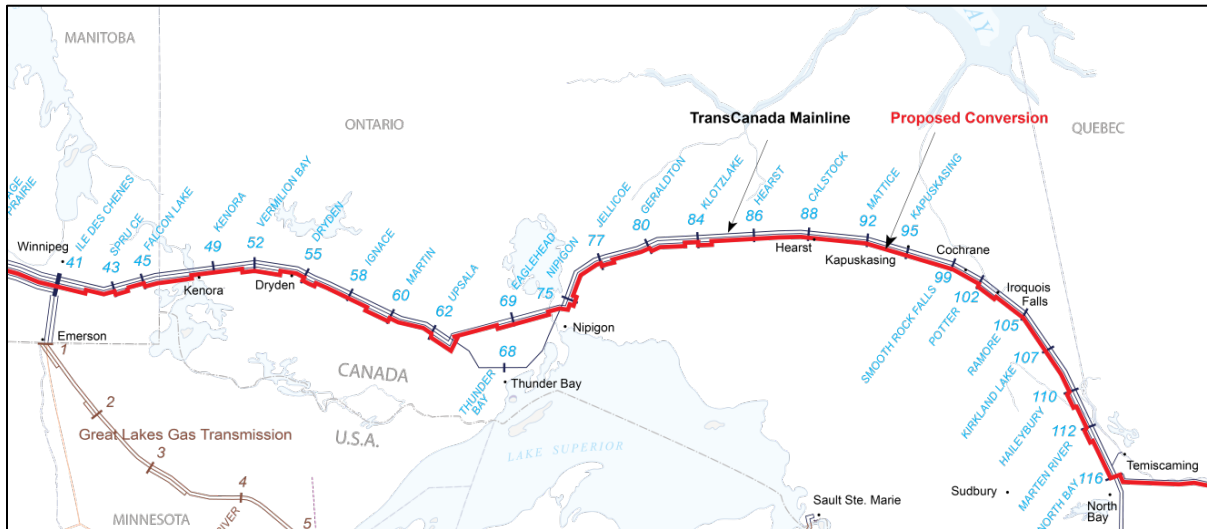 BAY
MANITOBA
ONTARIO
QUEBEC
TransCanada Mainline
Proposed Conversion
AGE
PRAIRIE
ILE DES CHENES
SPRU CE
FALCON LAKE
KENORA
VERMILION BAY
DRYDEN
IGNACE
MARTIN
UPSALA
EAGLEHEAD
NIPIGON
JELLICOE
GERALDTON
KLOTZLAKE
HEARST
CALSTOCK
MATTICE
KAPUSKASING
41
43
45
49
52
55
58
60
62
69
75
77
80
84
86
88
92
95
Winnipeg
Kenora
Dryden
Hearst
Kapuskasing
Cochrane
Iroquois
Falls
99
102
105
107
110
112
116
SMOOTH ROCK FALLS
POTTER
RAMORE
KIRKLAND LAKE
HAILEYBURY
MARTEN RIVER
NORTH BAY
Emerson
Nipigon
68
THUNDER
BAY
Thunder Bay
CANADA
U.S.A.
LAKE SUPERIOR
1
2
3
4
5
Great Lakes Gas Transmission
RIVER
MINNESOTA
Sault Ste. Marie
Sudbury
Temiscaming
North
Bay